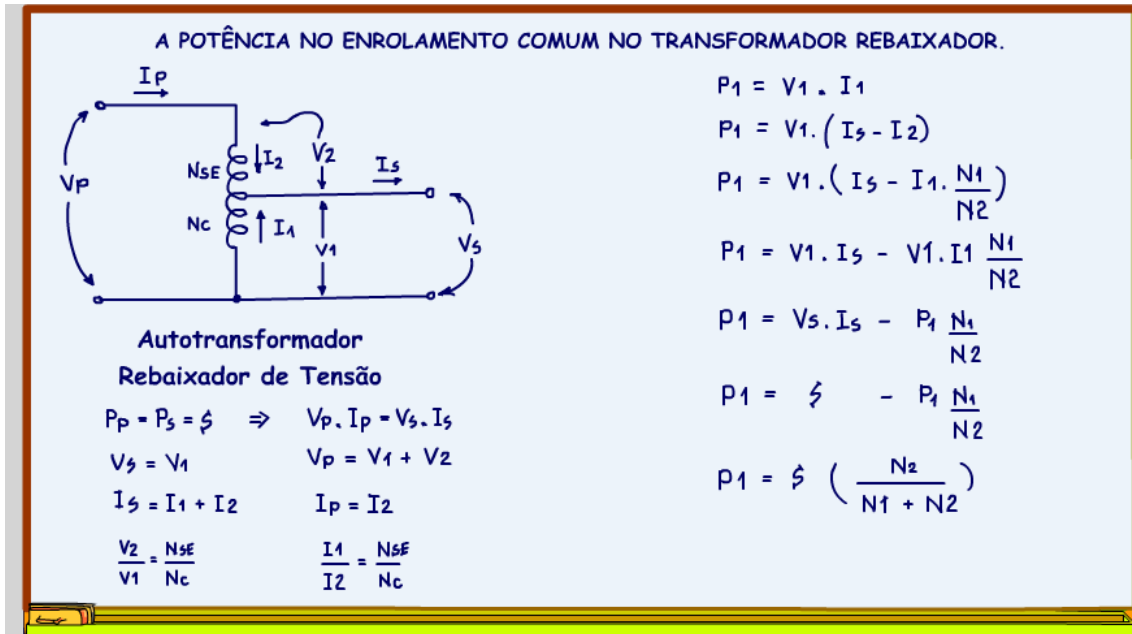 A POTÊNCIA NO ENROLAMENTO COMUM NO TRANSFORMADOR REBAIXADOR.
Ip
Vp
NSE
I2
V2
Is
Nc
I1
V1
Vs
Autotransformador
Rebaixador de Tensão
Pp = Ps = $ ⇒ Vp. Ip = Vs. Is
Vs = V1 Vp = V1 + V2
Is = I1 + I2 Ip = I2
V2/V1 = NSE/Nc I1/I2 = NSE/Nc
P1 = V1 . I1
P1 = V1. (Is - I2)
P1 = V1 . (Is - I1. N1/N2)
P1 = V1. Is - V1. I1 N1/N2
P1 = Vs. Is - P1 N1/N2
P1 = $ - P1 N1/N2
P1 = $ (N2/N1 + N2)